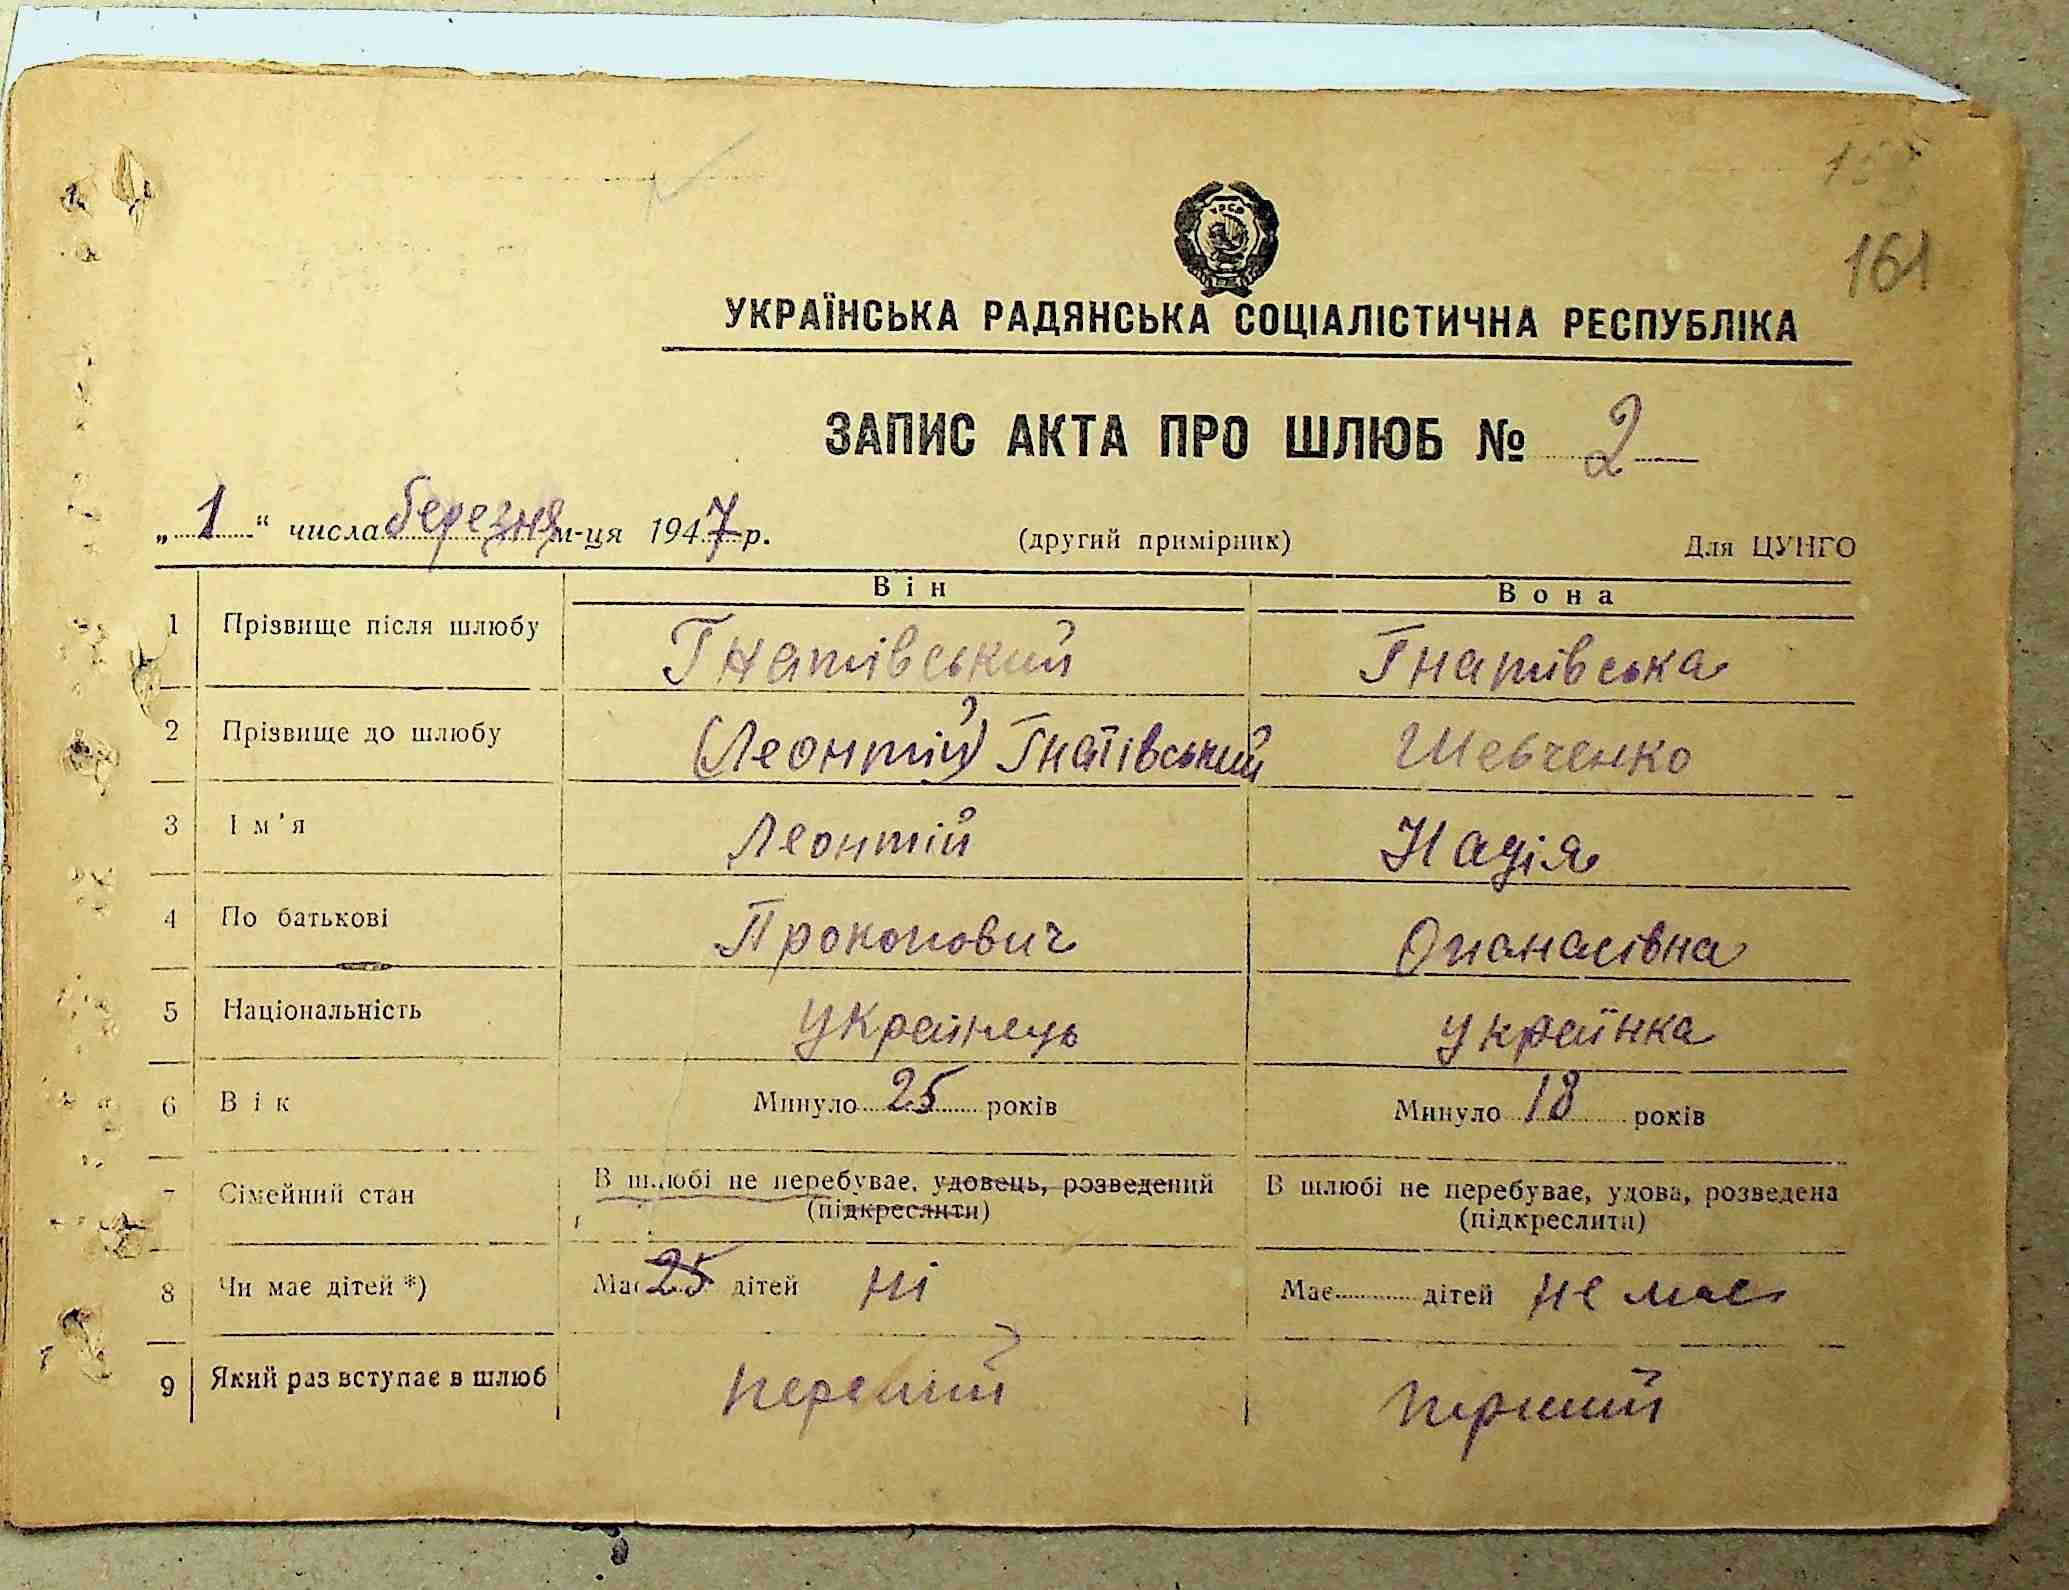 161
УКРАЇНСЬКА РАДЯНСЬКА СОЦІАЛІСТИЧНА РЕСПУБЛІКА
ЗАПИС АКТА ПРО ШЛЮБ № 2
„ 1 “ числа березня м-ця 1947 р. (другий примірник) Для ЦУНГО
Він Вона
1 Прізвище після шлюбу Гнатівський Гнатівська
2 Прізвище до шлюбу (Леонтій) Гнатівський Шевченко
3 Ім'я Леонтій Надія
4 По батькові Прокопович Опанасівна
5 Національність Українець Українка
6 Вік Минуло 25 років Минуло 18 років
7 Сімейний стан В шлюбі не перебуває, удовець, розведений В шлюбі не перебуває, удова, розведена
(підкреслити) (підкреслити)
8 Чи має дітей *) Має 25 дітей Ні Має дітей не має
9 Який раз вступає в шлюб перший перший